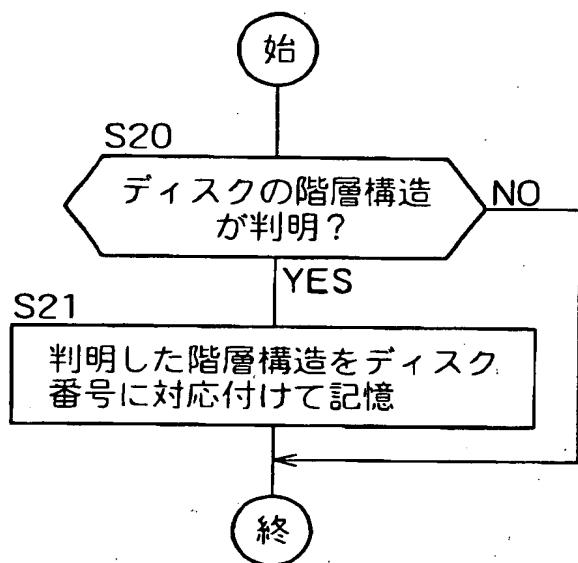 始
S20
ディスクの階層構造
が判明？
NO
YES
S21
判明した階層構造をディスク
番号に対応付けて記憶
終